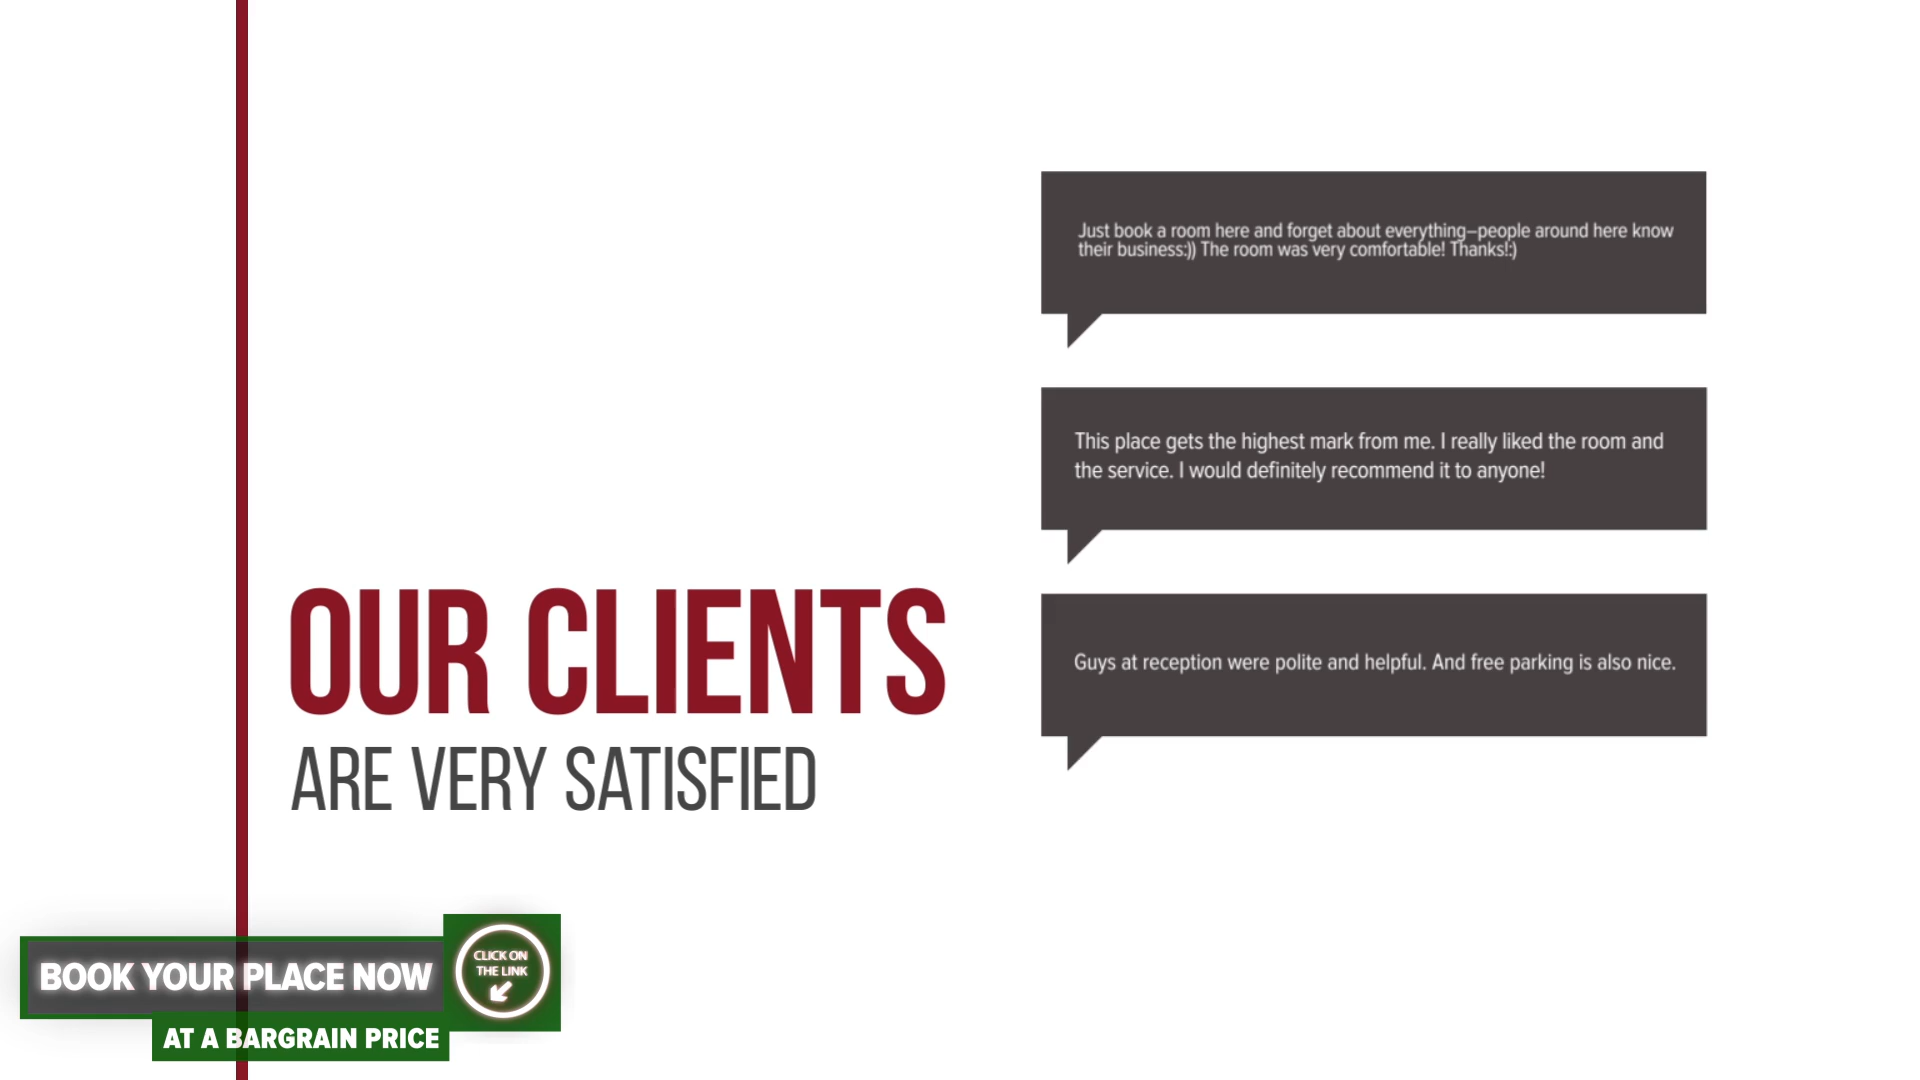 Just book a room here and forget about everything–people around here know
their business:)) The room was very comfortable! Thanks!:)
This place gets the highest mark from me. I really liked the room and
the service. I would definitely recommend it to anyone!
Guys at reception were polite and helpful. And free parking is also nice.
OUR CLIENTS
ARE VERY SATISFIED
BOOK YOUR PLACE NOW
CLICK ON
THE LINK
AT A BARGRAIN PRICE